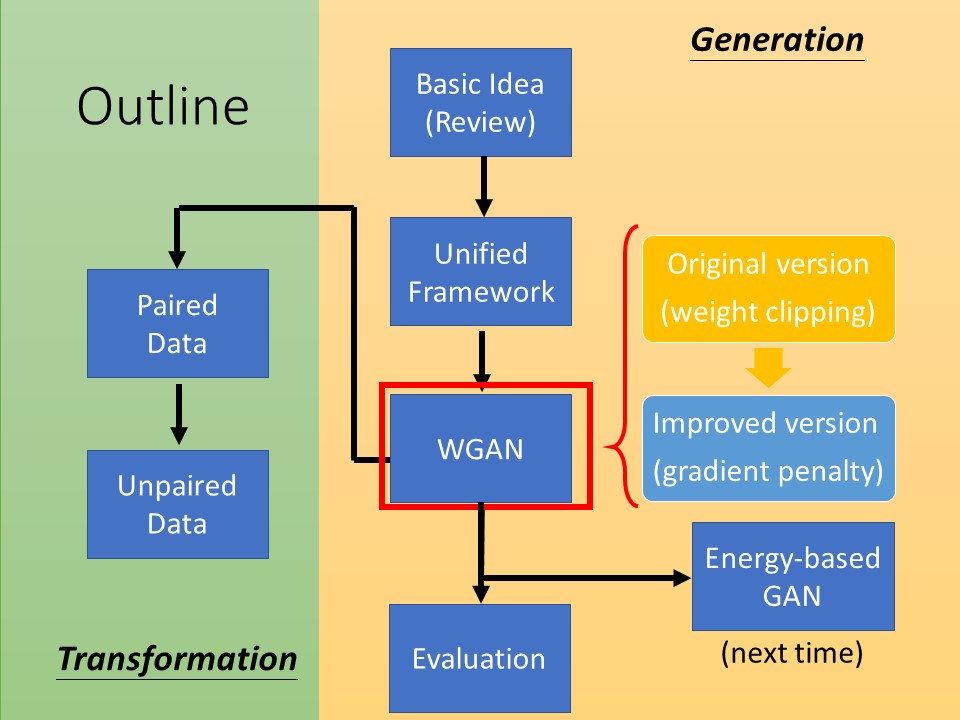 Outline
Generation
Basic Idea
(Review)
Unified
Framework
WGAN
Original version
(weight clipping)
Improved version
(gradient penalty)
Energy-based
GAN
(next time)
Evaluation
Paired
Data
Unpaired
Data
Transformation